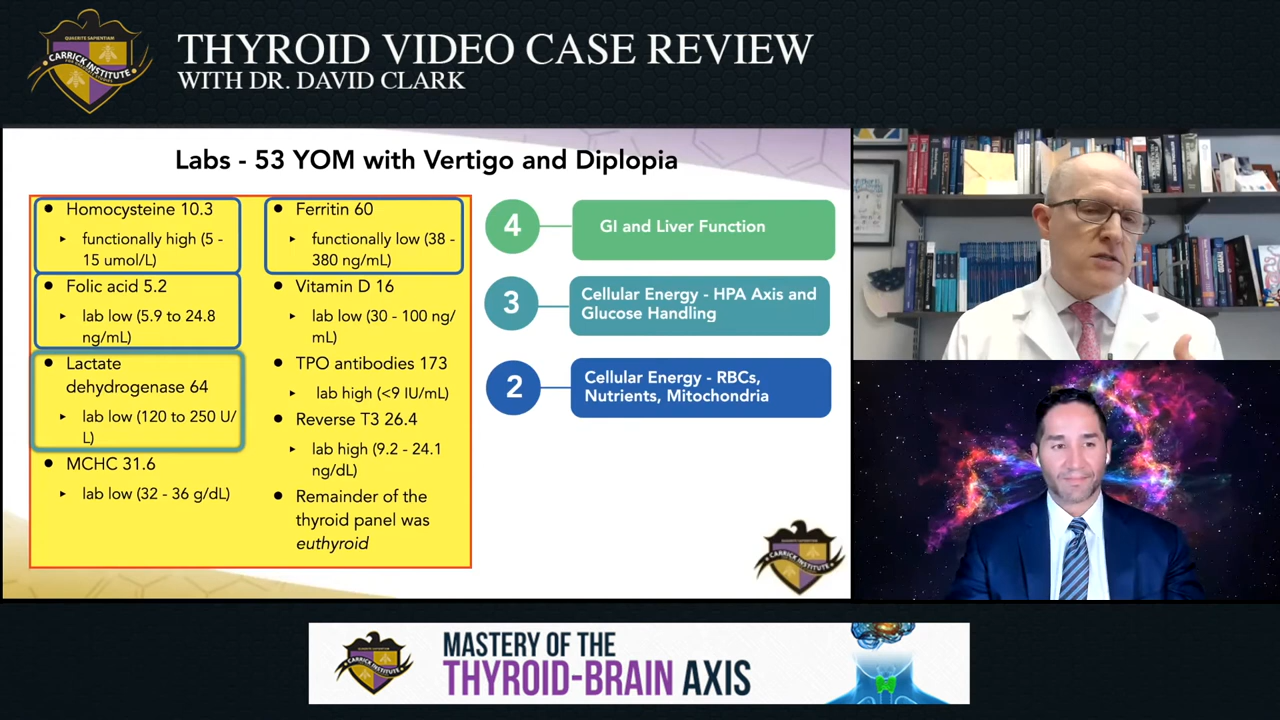 THYROID VIDEO CASE REVIEW
WITH DR. DAVID CLARK
CARRICK INSTITUTE
Labs - 53 YOM with Vertigo and Diplopia
Homocysteine 10.3
functionally high (5 -
15 umol/L)
Folic acid 5.2
lab low (5.9 to 24.8
ng/mL)
Lactate
dehydrogenase 64
lab low (120 to 250 U/
L)
MCHC 31.6
lab low (32 - 36 g/dL)
Ferritin 60
functionally low (38 -
380 ng/mL)
Vitamin D 16
lab low (30 - 100 ng/
mL)
TPO antibodies 173
lab high (<9 IU/mL)
Reverse T3 26.4
lab high (9.2 - 24.1
ng/dL)
Remainder of the
thyroid panel was
euthyroid
4
GI and Liver Function
3
Cellular Energy - HPA Axis and
Glucose Handling
2
Cellular Energy - RBCs,
Nutrients, Mitochondria
CARRICK INSTITUTE
CARRICK INSTITUTE
MASTERY OF THE
THYROID-BRAIN AXIS